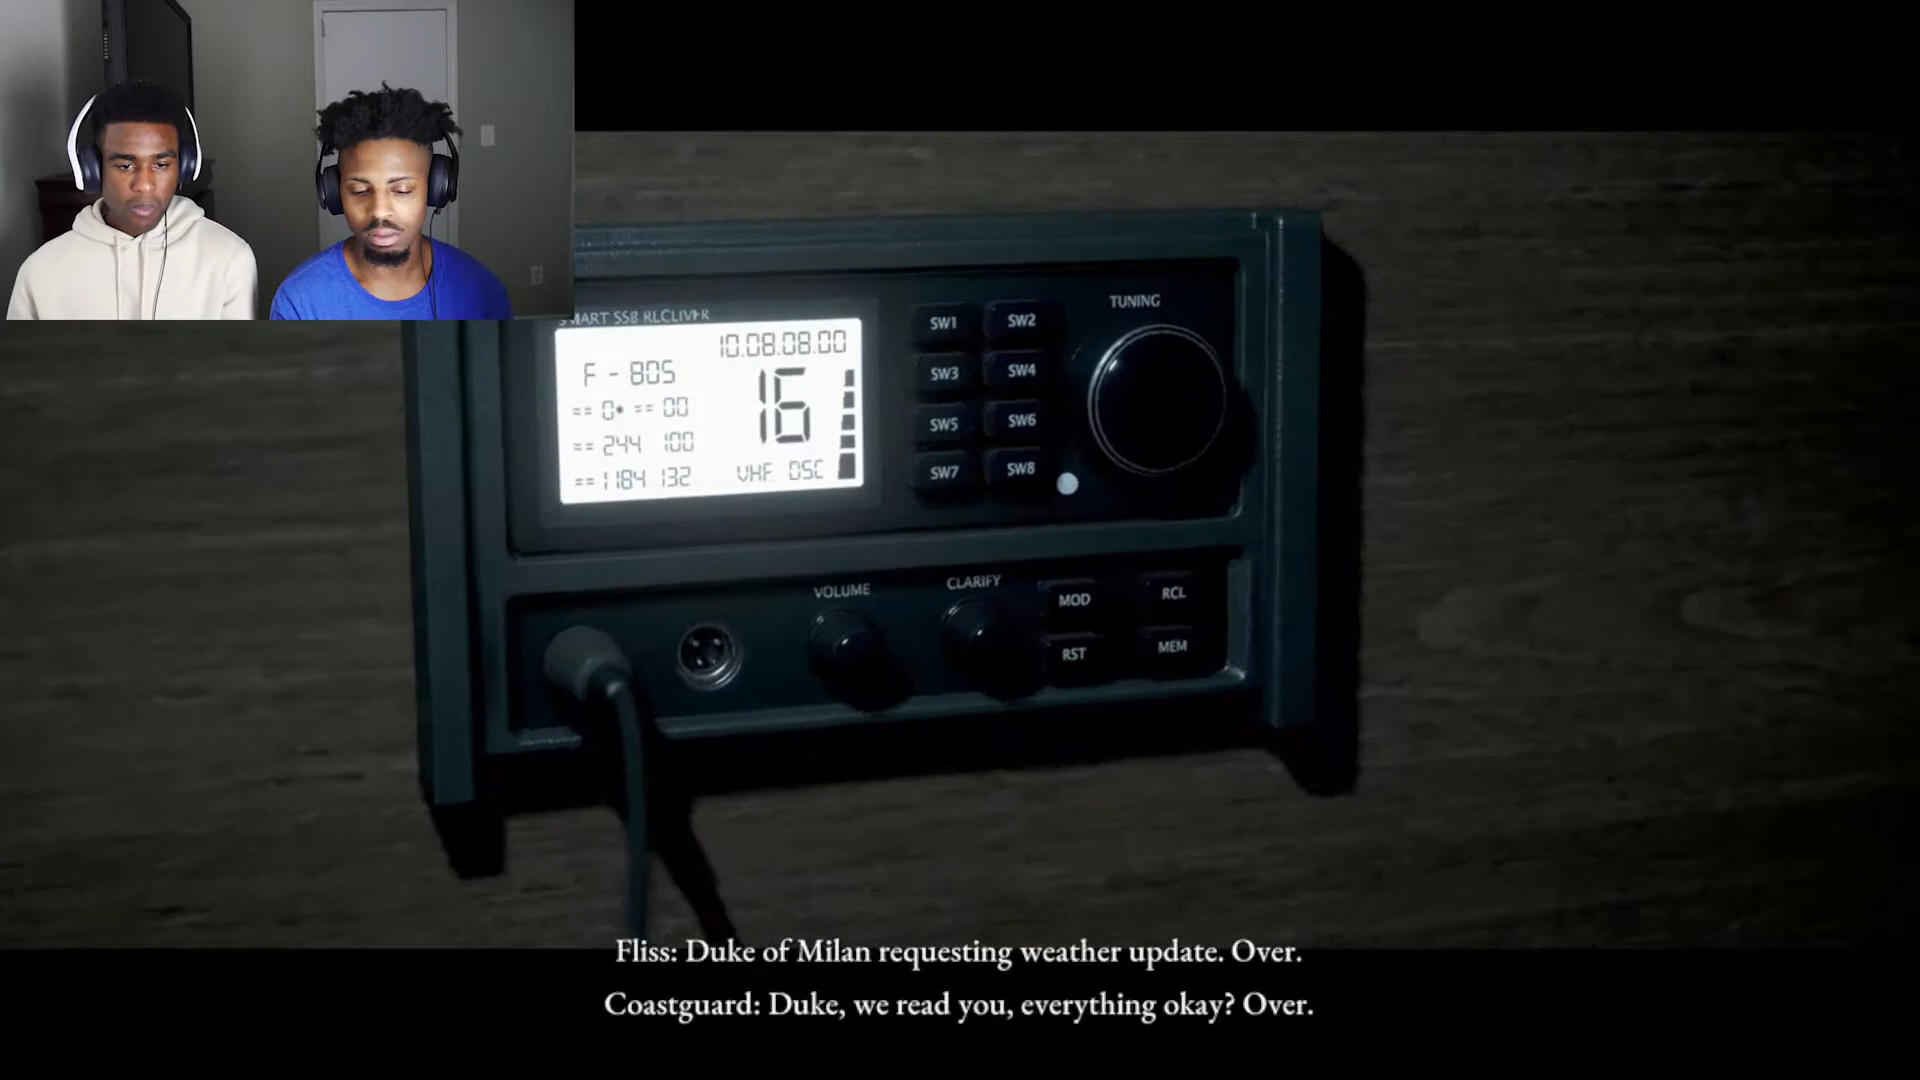 SMART SSB RECEIVER
10.08.08.00
F - 805
16
== 0* == 00
== 244 100
== 1184 132
VHF DSC
SW1 SW2
SW3 SW4
SW5 SW6
SW7 SW8
TUNING
VOLUME
CLARIFY
MOD RCL
RST MEM
Fliss: Duke of Milan requesting weather update. Over.
Coastguard: Duke, we read you, everything okay? Over.